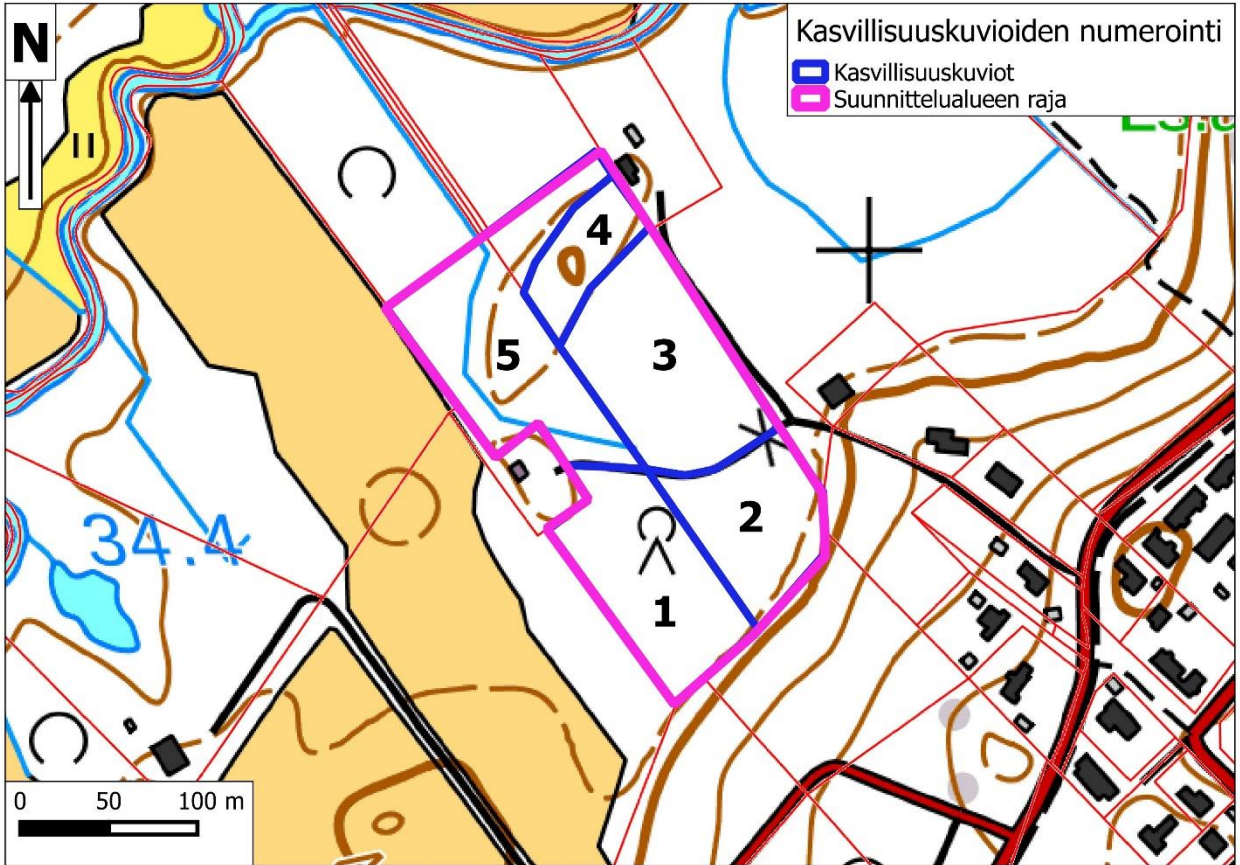 N
Kasvillisuuskuvioiden numerointi
Kasvillisuuskuviot
Suunnittelualueen raja
4
3
5
2
34.4
1
0 50 100 m